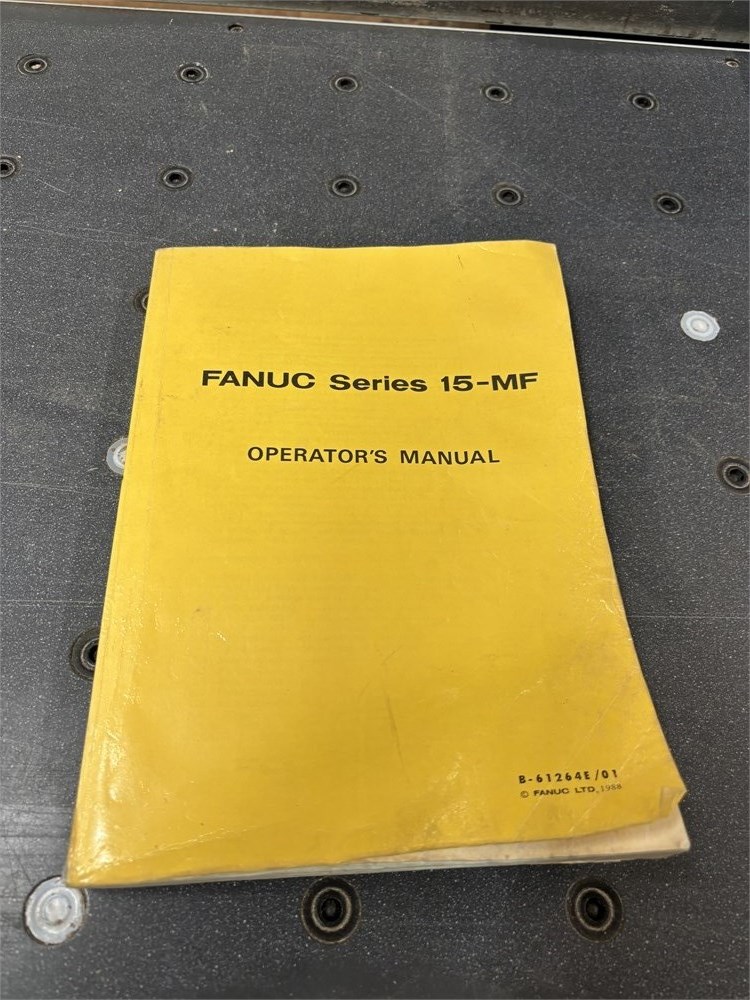 FANUC Series 15-MF
OPERATOR'S MANUAL
B-61264E/01
© FANUC LTD, 1988